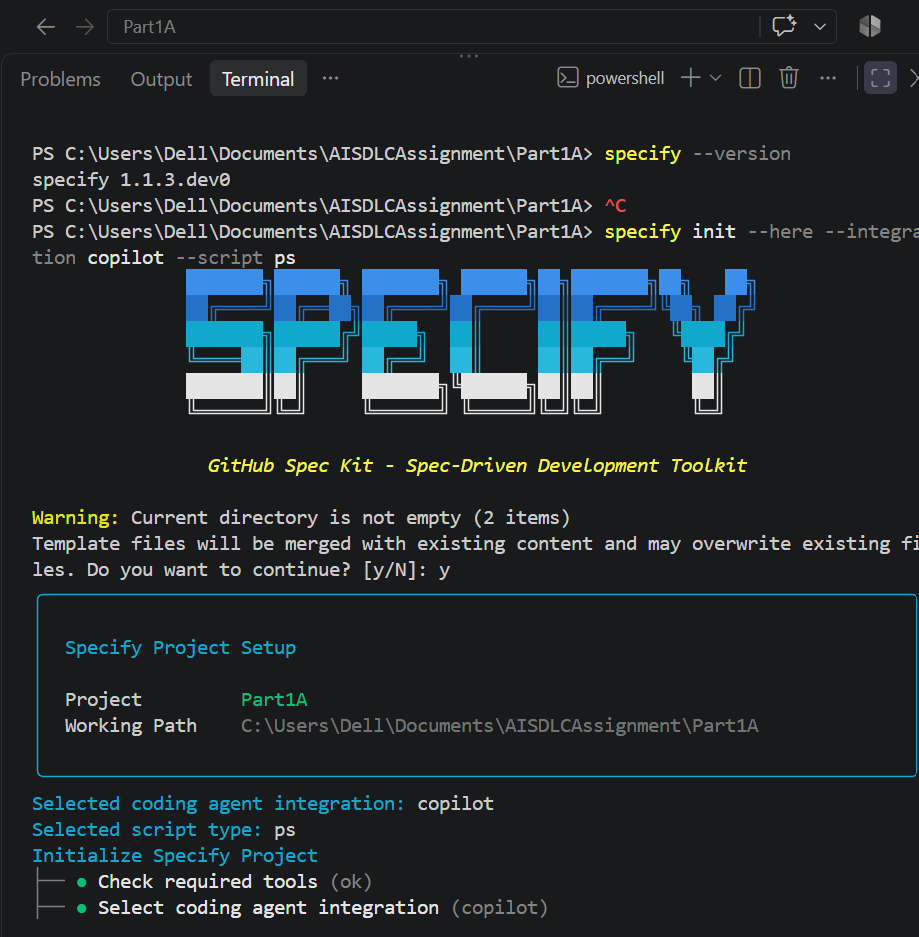 Part1A
Problems Output Terminal ··· powershell
PS C:\Users\Dell\Documents\AISDLCAssignment\Part1A> specify --version
specify 1.1.3.dev0
PS C:\Users\Dell\Documents\AISDLCAssignment\Part1A> ^C
PS C:\Users\Dell\Documents\AISDLCAssignment\Part1A> specify init --here --integra
tion copilot --script ps
SPECIFY
GitHub Spec Kit - Spec-Driven Development Toolkit
Warning: Current directory is not empty (2 items)
Template files will be merged with existing content and may overwrite existing fi
les. Do you want to continue? [y/N]: y
Specify Project Setup
Project Part1A
Working Path C:\Users\Dell\Documents\AISDLCAssignment\Part1A
Selected coding agent integration: copilot
Selected script type: ps
Initialize Specify Project
● Check required tools (ok)
● Select coding agent integration (copilot)